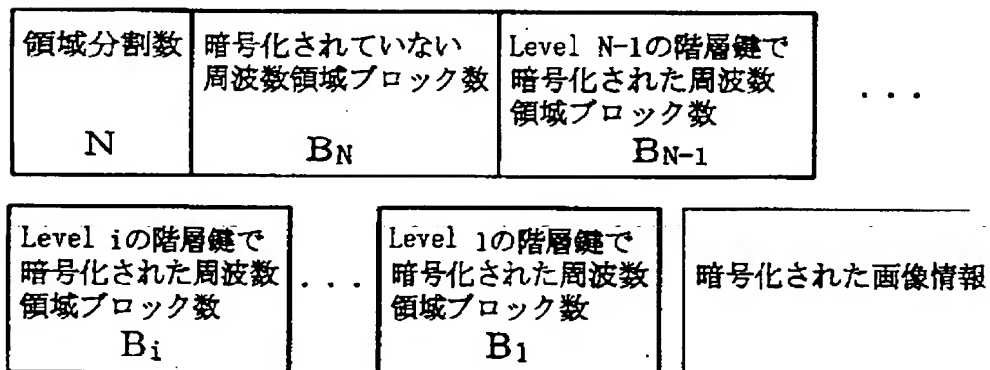 領域分割数
N
暗号化されていない
周波数領域ブロック数
BN
Level N-1の階層鍵で
暗号化された周波数
領域ブロック数
BN-1
...
Level iの階層鍵で
暗号化された周波数
領域ブロック数
Bi
...
Level 1の階層鍵で
暗号化された周波数
領域ブロック数
B1
暗号化された画像情報